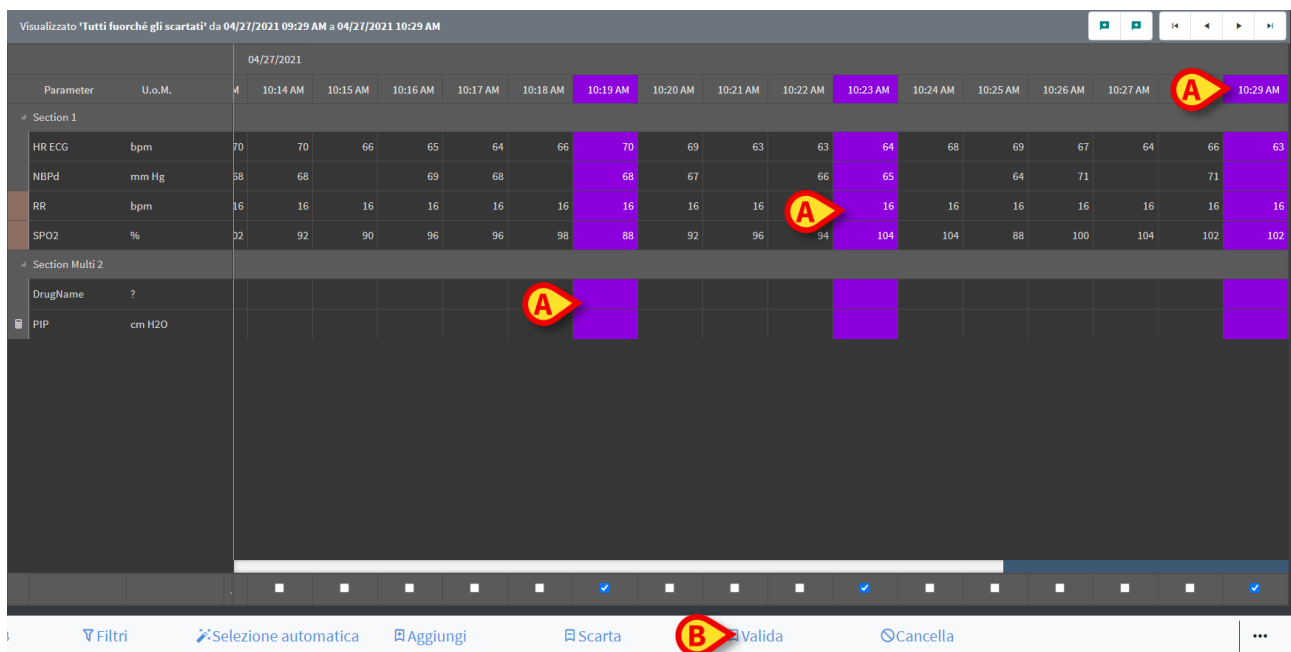 Visualizzato 'Tutti fuorché gli scartati' da 04/27/2021 09:29 AM a 04/27/2021 10:29 AM
04/27/2021
Parameter U.o.M. M 10:14 AM 10:15 AM 10:16 AM 10:17 AM 10:18 AM 10:19 AM 10:20 AM 10:21 AM 10:22 AM 10:23 AM 10:24 AM 10:25 AM 10:26 AM 10:27 AM A 10:29 AM
Section 1
HR ECG bpm 70 70 66 65 64 66 70 69 63 63 64 68 69 67 64 66 63
NBPd mm Hg 68 68 69 68 68 67 66 65 64 71 71
RR bpm 16 16 16 16 16 16 16 16 16 A 16 16 16 16 16 16 16
SPO2 % 02 92 90 96 96 98 88 92 96 94 104 104 88 100 104 102 102
Section Multi 2
DrugName ? A
PIP cm H2O
Filtri Selezione automatica Aggiungi Scarta B Valida Cancella